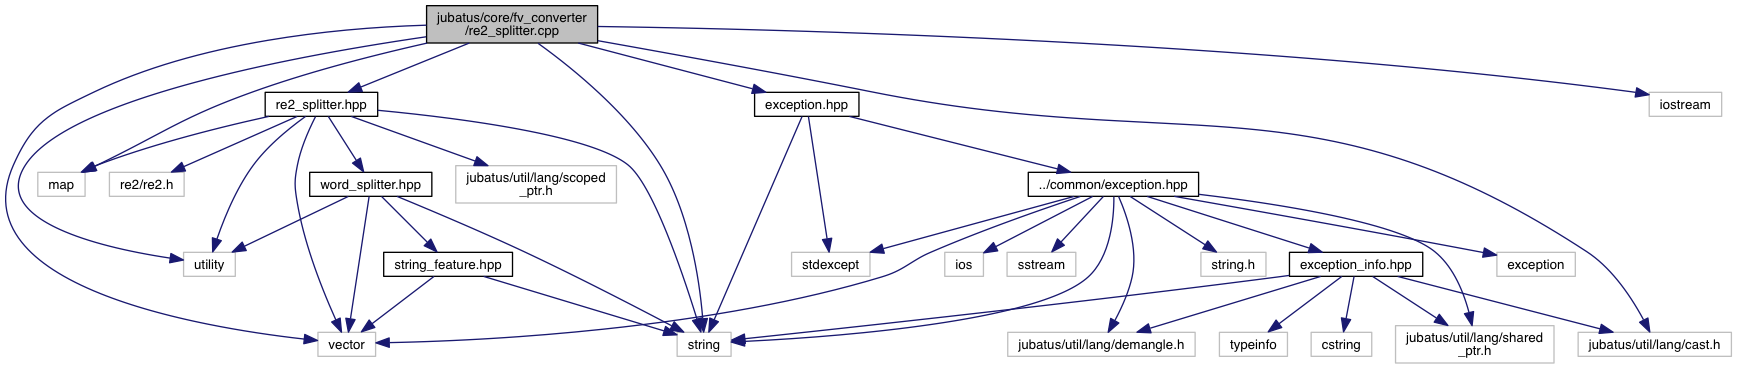 jubatus/core/fv_converter
/re2_splitter.cpp
re2_splitter.hpp
exception.hpp
iostream
map
re2/re2.h
word_splitter.hpp
jubatus/util/lang/scoped
_ptr.h
../common/exception.hpp
utility
string_feature.hpp
stdexcept
ios
sstream
string.h
exception_info.hpp
exception
vector
string
jubatus/util/lang/demangle.h
typeinfo
cstring
jubatus/util/lang/shared
_ptr.h
jubatus/util/lang/cast.h